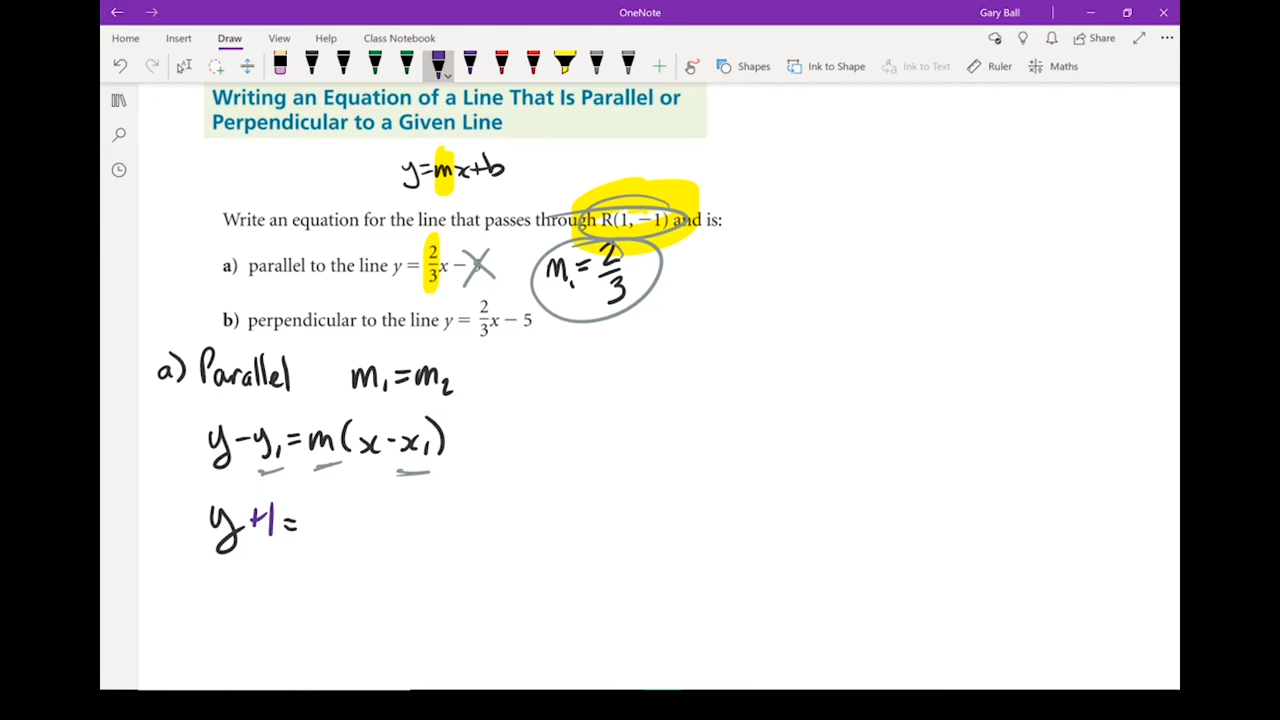 OneNote
Gary Ball
Home Insert Draw View Help Class Notebook
Share
Shapes Ink to Shape Ink to Text Ruler Maths
Writing an Equation of a Line That Is Parallel or
Perpendicular to a Given Line
y=mx+b
Write an equation for the line that passes through R(1, −1) and is:
a) parallel to the line y = 2/3 x −
m₁ = 2/3
b) perpendicular to the line y = 2/3 x − 5
a) Parallel m₁=m₂
y-y₁=m(x-x₁)
y+1=